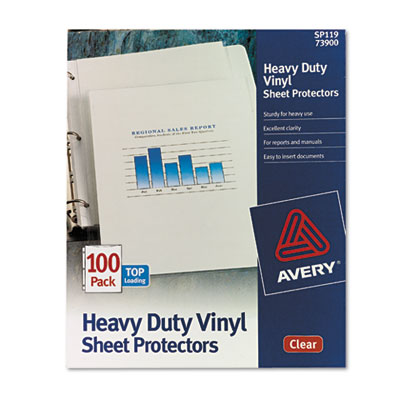 SP119
73900
Heavy Duty
Vinyl
Sheet Protectors
Sturdy for heavy use
Excellent clarity
For reports and manuals
Easy to insert documents
REGIONAL SALES REPORT
AVERY
100
Pack
TOP
Loading
Heavy Duty Vinyl
Sheet Protectors
Clear